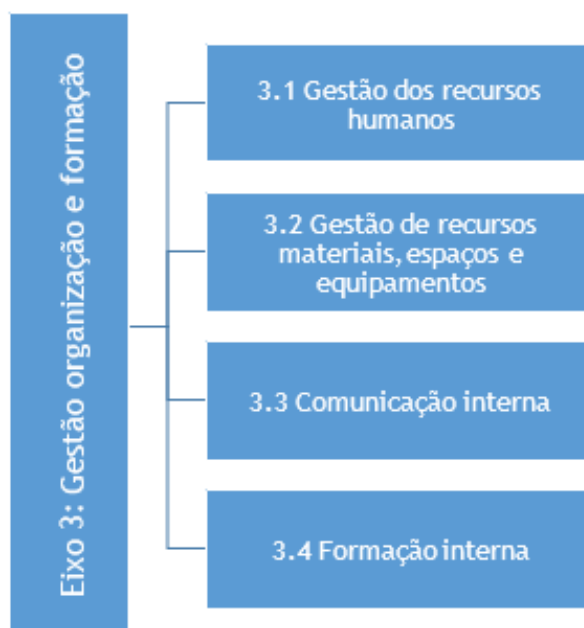 Eixo 3: Gestão organização e formação
3.1 Gestão dos recursos
humanos
3.2 Gestão de recursos
materiais, espaços e
equipamentos
3.3 Comunicação interna
3.4 Formação interna